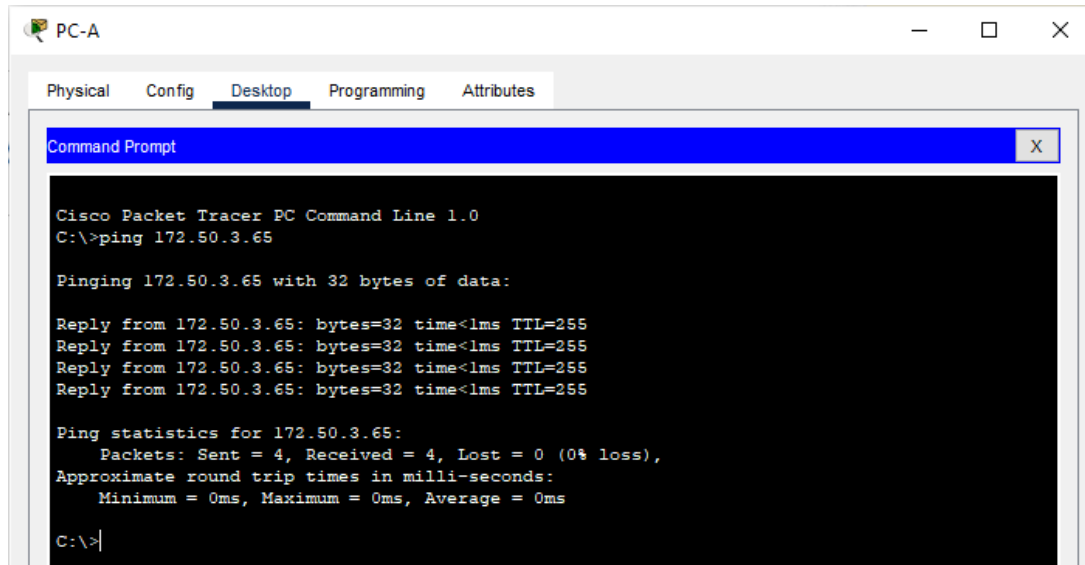 PC-A
Physical Config Desktop Programming Attributes
Command Prompt X
Cisco Packet Tracer PC Command Line 1.0
C:\>ping 172.50.3.65
Pinging 172.50.3.65 with 32 bytes of data:
Reply from 172.50.3.65: bytes=32 time<1ms TTL=255
Reply from 172.50.3.65: bytes=32 time<1ms TTL=255
Reply from 172.50.3.65: bytes=32 time<1ms TTL=255
Reply from 172.50.3.65: bytes=32 time<1ms TTL=255
Ping statistics for 172.50.3.65:
    Packets: Sent = 4, Received = 4, Lost = 0 (0% loss),
Approximate round trip times in milli-seconds:
    Minimum = 0ms, Maximum = 0ms, Average = 0ms
C:\>